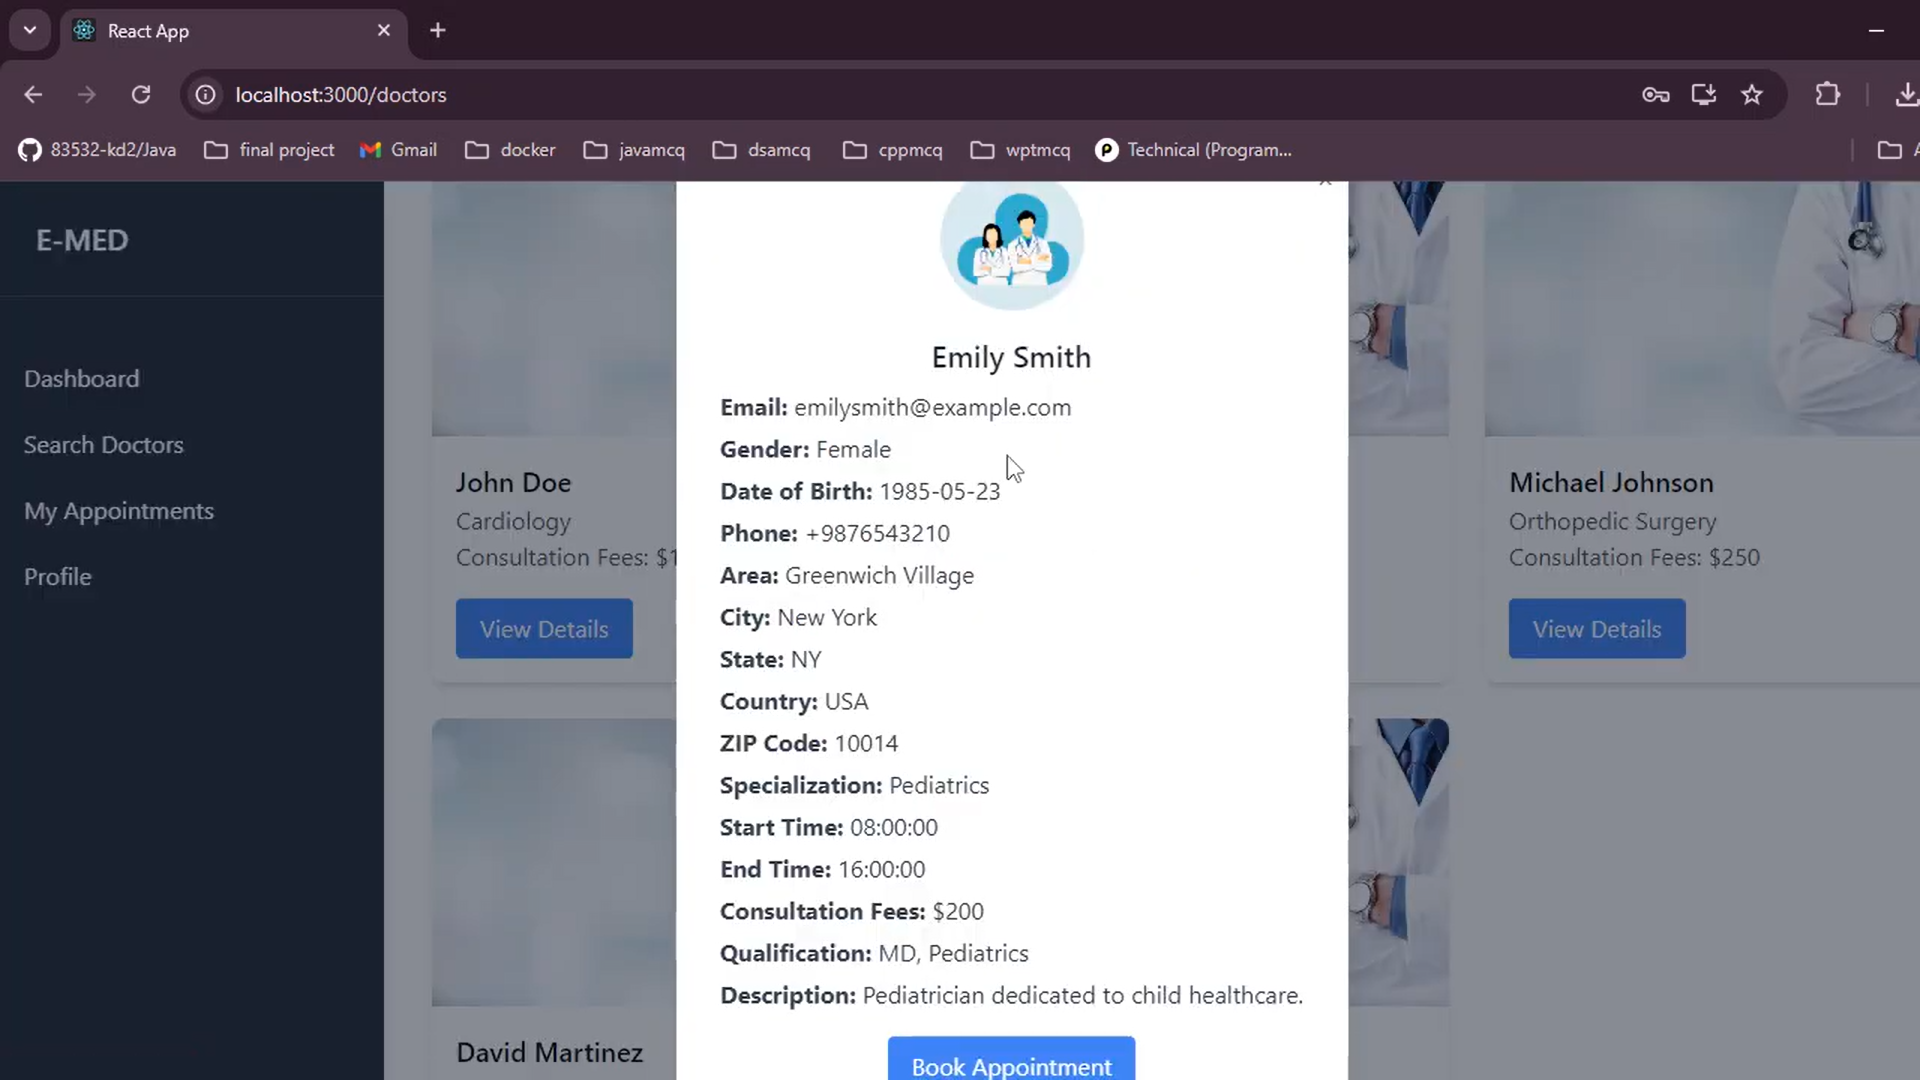 React App
localhost:3000/doctors
83532-kd2/Java
final project
Gmail
docker
javamcq
dsamcq
cppmcq
wptmcq
Technical (Program...
E-MED
Dashboard
Search Doctors
My Appointments
Profile
John Doe
Cardiology
Consultation Fees: $1
View Details
Emily Smith
Email: emilysmith@example.com
Gender: Female
Date of Birth: 1985-05-23
Phone: +9876543210
Area: Greenwich Village
City: New York
State: NY
Country: USA
ZIP Code: 10014
Specialization: Pediatrics
Start Time: 08:00:00
End Time: 16:00:00
Consultation Fees: $200
Qualification: MD, Pediatrics
Description: Pediatrician dedicated to child healthcare.
Book Appointment
Michael Johnson
Orthopedic Surgery
Consultation Fees: $250
View Details
David Martinez